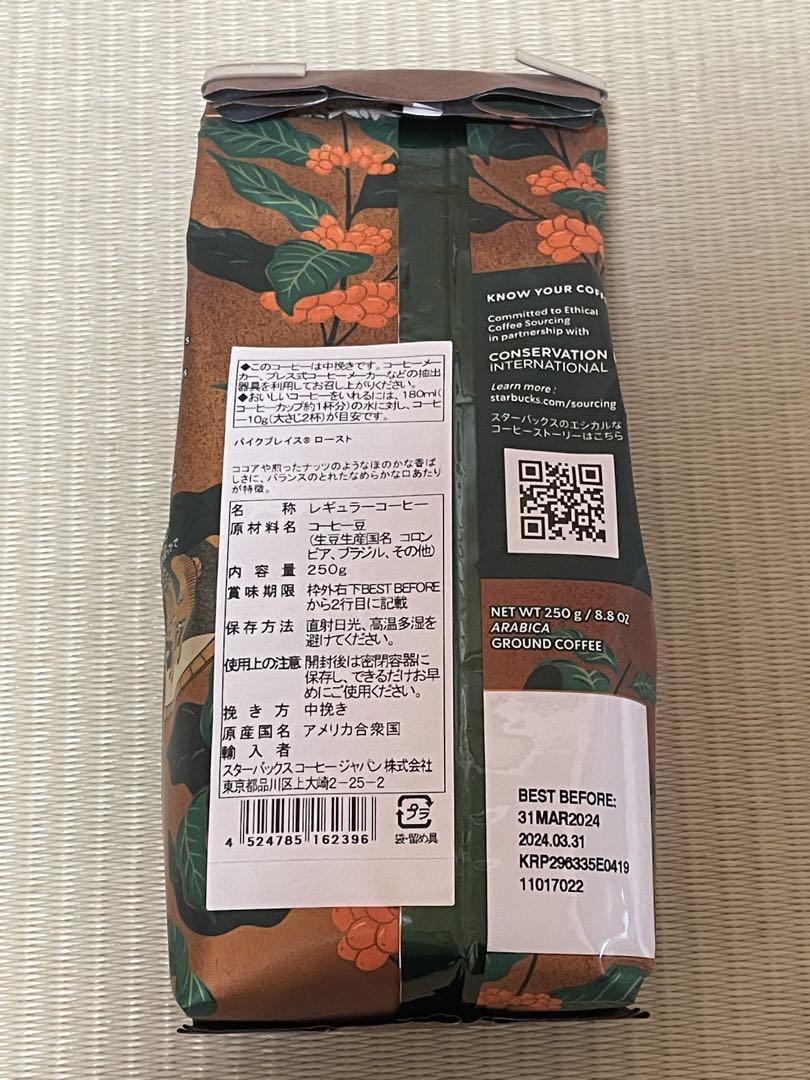 ◆このコーヒーは中挽きです。コーヒーメー
カー、プレス式コーヒーメーカーなどの抽出
器具を利用してお召し上がりください。
◆おいしいコーヒーをいれるには、180ml(
コーヒーカップ約1杯分)の水に対し、コーヒ
ー10g(大さじ2杯)が目安です。
パイクプレイス® ロースト
ココアや煎ったナッツのようなほのかな香ば
しさに、バランスのとれたなめらかな口あたり
が特徴。
名 称 レギュラーコーヒー
原材料名 コーヒー豆
(生豆生産国名 コロン
ビア、ブラジル、その他)
内容量 250g
賞味期限 枠外右下BEST BEFORE
から2行目に記載
保存方法 直射日光、高温多湿を
避けてください。
使用上の注意 開封後は密閉容器に
保存し、できるだけお早
めにご使用ください。
挽き方 中挽き
原産国名 アメリカ合衆国
輸入者
スターバックス コーヒー ジャパン 株式会社
東京都品川区上大崎2-25-2
4 524785 162396
プラ
袋・留め具
KNOW YOUR
Committed to Ethical
Coffee Sourcing
in partnership with
CONSERVATION
INTERNATIONAL
Learn more:
starbucks.com/sourcing
スターバックスのエシカルな
コーヒーストーリーはこちら
NET WT 250 g / 8.8 OZ
ARABICA
GROUND COFFEE
BEST BEFORE:
31MAR2024
2024.03.31
KRP296335E0419
11017022